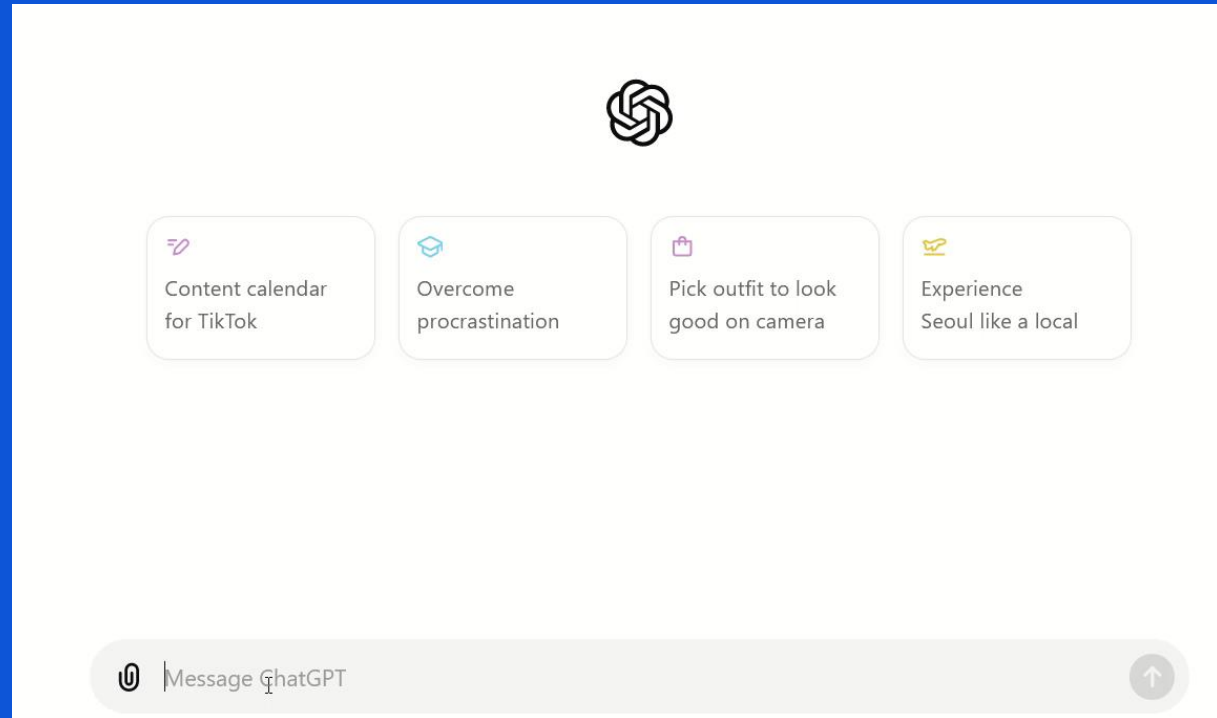 Content calendar
for TikTok
Overcome
procrastination
Pick outfit to look
good on camera
Experience
Seoul like a local
Message ChatGPT